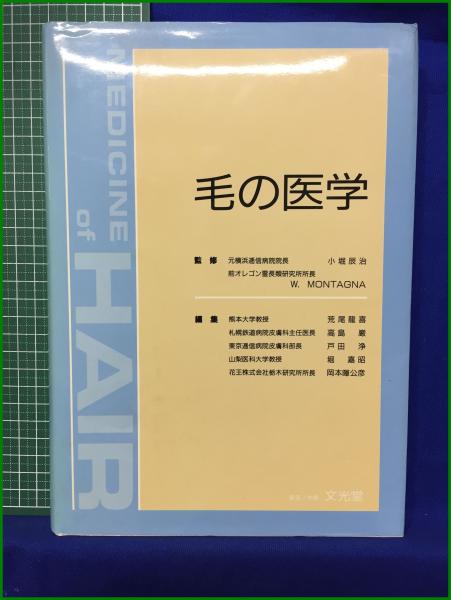 MEDICINE
of
HAIR
毛の医学
監修 元横浜逓信病院院長 小堀辰治
前オレゴン霊長類研究所所長
W. MONTAGNA
編集 熊本大学教授 荒尾龍喜
札幌鉄道病院皮膚科主任医長 高島 巌
東京逓信病院皮膚科部長 戸田 浄
山梨医科大学教授 堀 嘉昭
花王株式会社栃木研究所所長 岡本暉公彦
文光堂